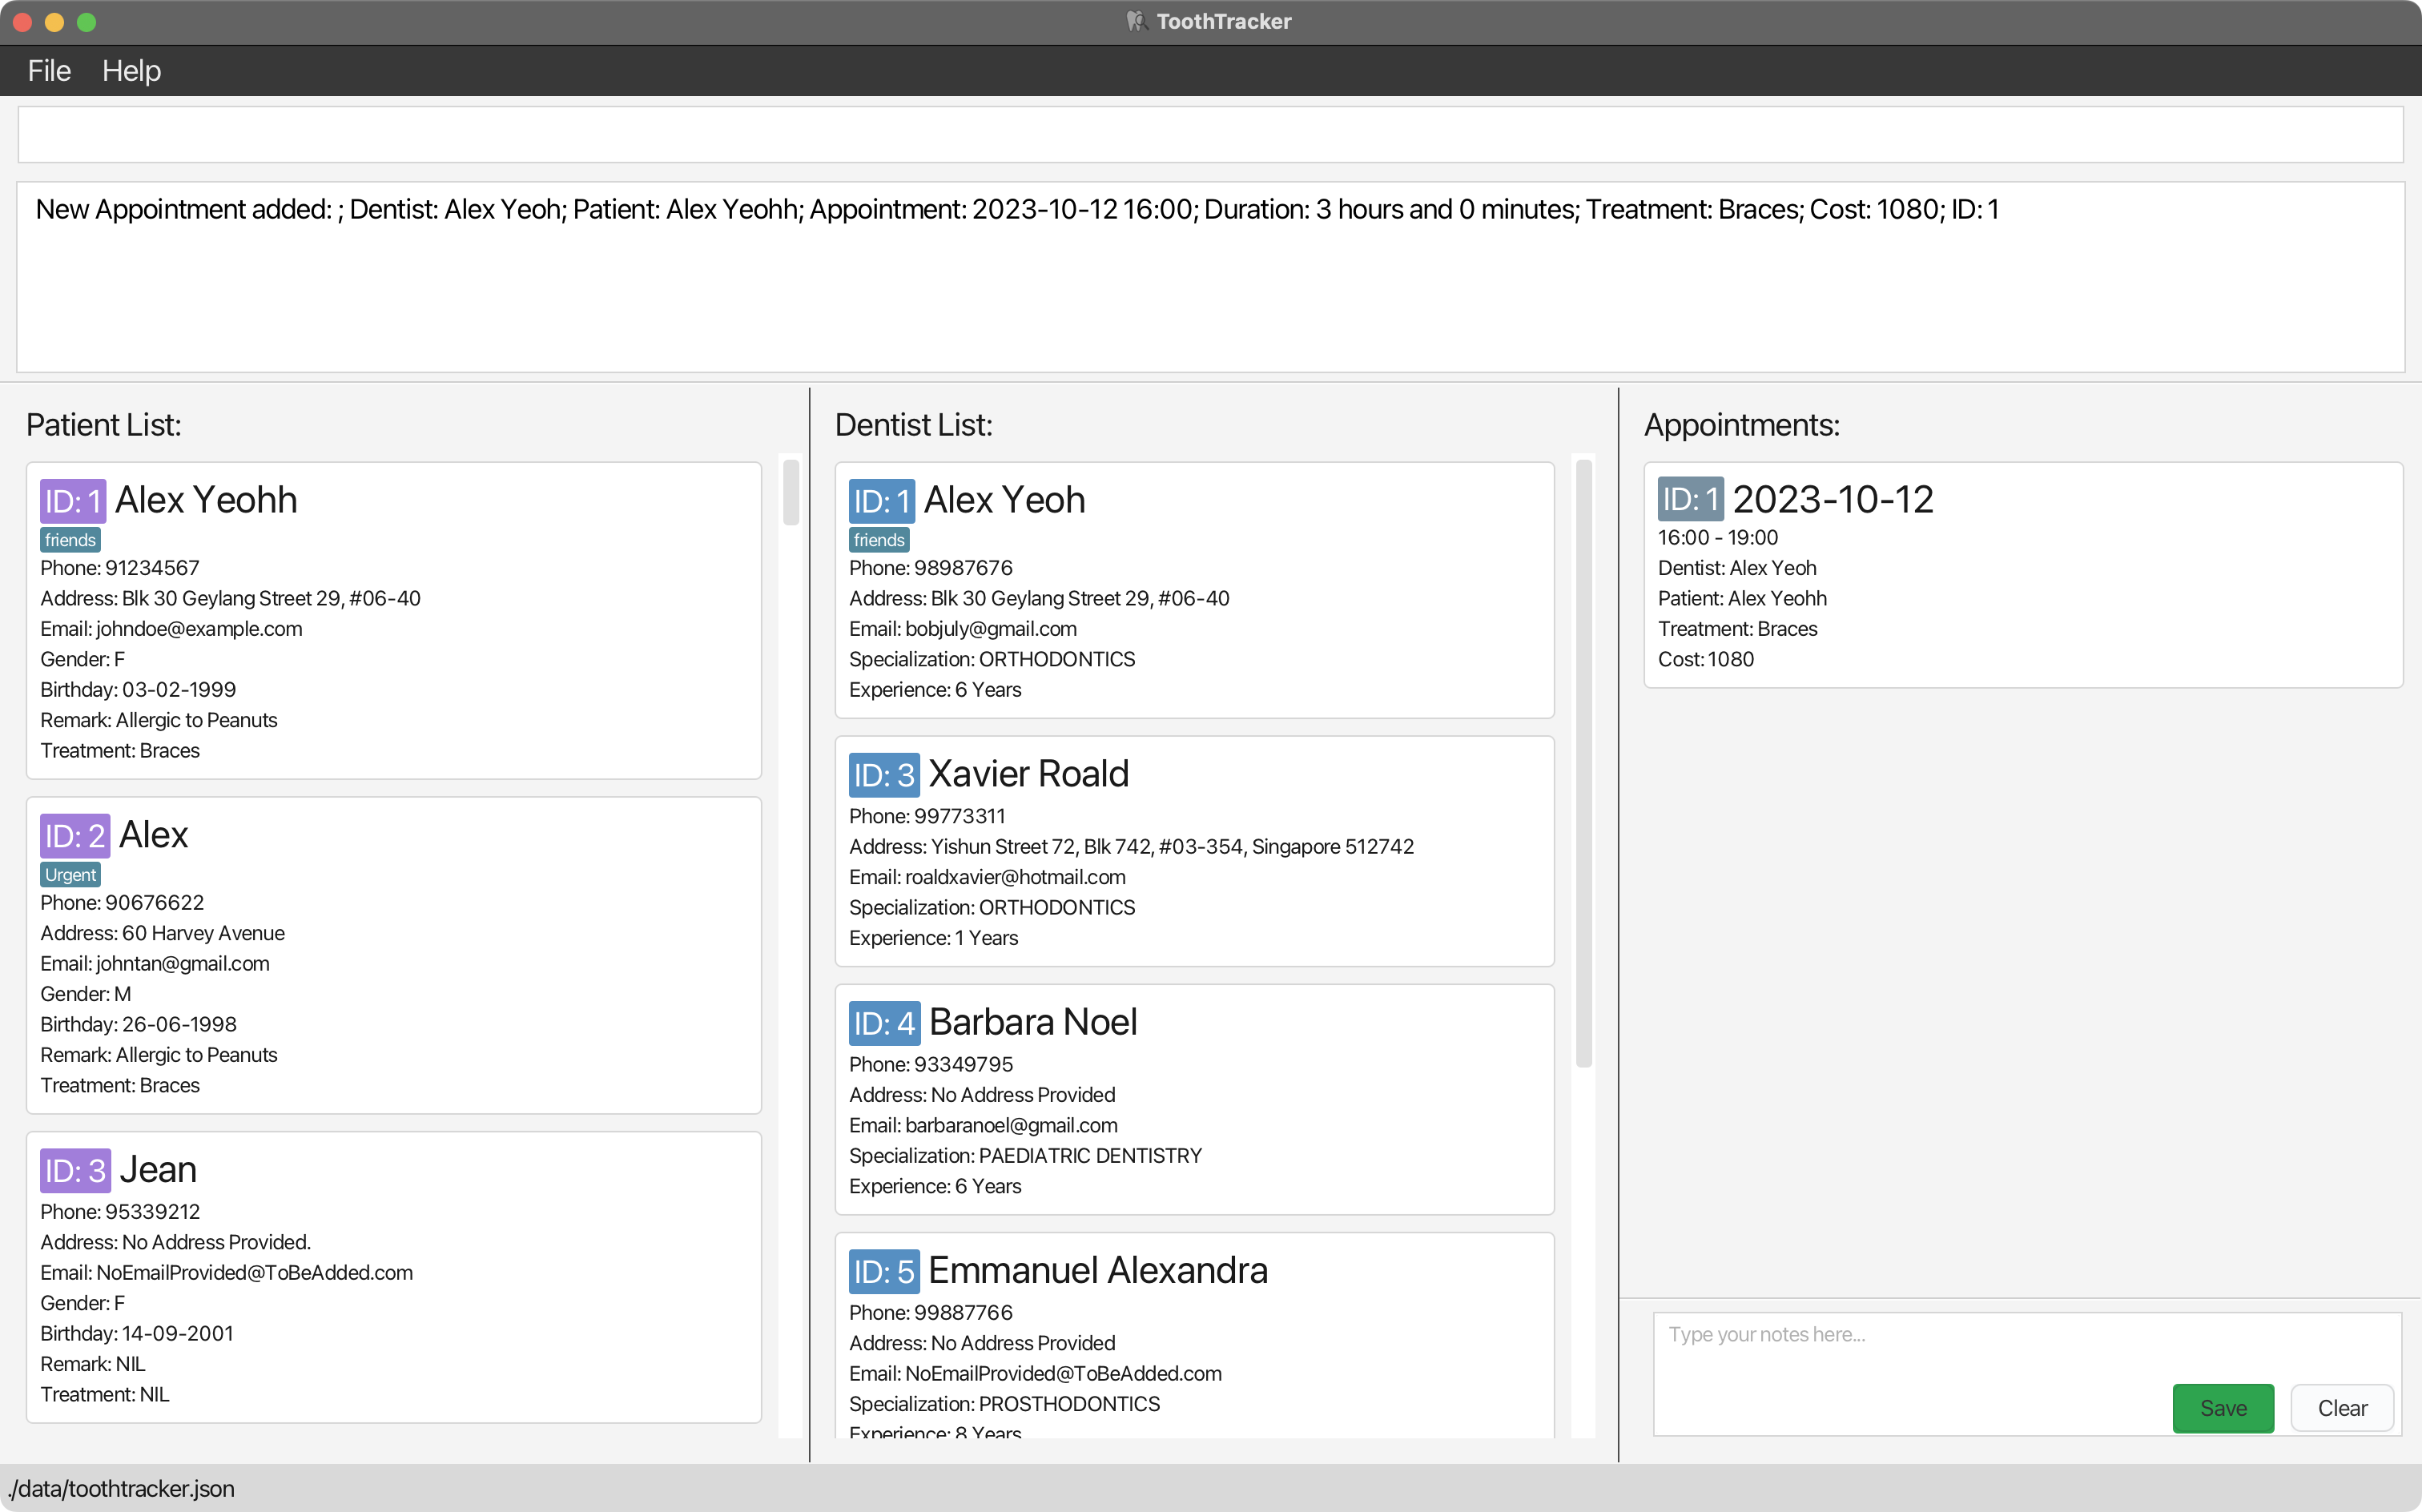 ToothTracker
File Help
New Appointment added: ; Dentist: Alex Yeoh; Patient: Alex Yeohh; Appointment: 2023-10-12 16:00; Duration: 3 hours and 0 minutes; Treatment: Braces; Cost: 1080; ID: 1
Patient List:
ID: 1 Alex Yeohh
friends
Phone: 91234567
Address: Blk 30 Geylang Street 29, #06-40
Email: johndoe@example.com
Gender: F
Birthday: 03-02-1999
Remark: Allergic to Peanuts
Treatment: Braces
ID: 2 Alex
Urgent
Phone: 90676622
Address: 60 Harvey Avenue
Email: johntan@gmail.com
Gender: M
Birthday: 26-06-1998
Remark: Allergic to Peanuts
Treatment: Braces
ID: 3 Jean
Phone: 95339212
Address: No Address Provided.
Email: NoEmailProvided@ToBeAdded.com
Gender: F
Birthday: 14-09-2001
Remark: NIL
Treatment: NIL
Dentist List:
ID: 1 Alex Yeoh
friends
Phone: 98987676
Address: Blk 30 Geylang Street 29, #06-40
Email: bobjuly@gmail.com
Specialization: ORTHODONTICS
Experience: 6 Years
ID: 3 Xavier Roald
Phone: 99773311
Address: Yishun Street 72, Blk 742, #03-354, Singapore 512742
Email: roaldxavier@hotmail.com
Specialization: ORTHODONTICS
Experience: 1 Years
ID: 4 Barbara Noel
Phone: 93349795
Address: No Address Provided
Email: barbaranoel@gmail.com
Specialization: PAEDIATRIC DENTISTRY
Experience: 6 Years
ID: 5 Emmanuel Alexandra
Phone: 99887766
Address: No Address Provided
Email: NoEmailProvided@ToBeAdded.com
Specialization: PROSTHODONTICS
Experience: 8 Years
Appointments:
ID: 1 2023-10-12
16:00 - 19:00
Dentist: Alex Yeoh
Patient: Alex Yeohh
Treatment: Braces
Cost: 1080
Type your notes here...
Save Clear
./data/toothtracker.json